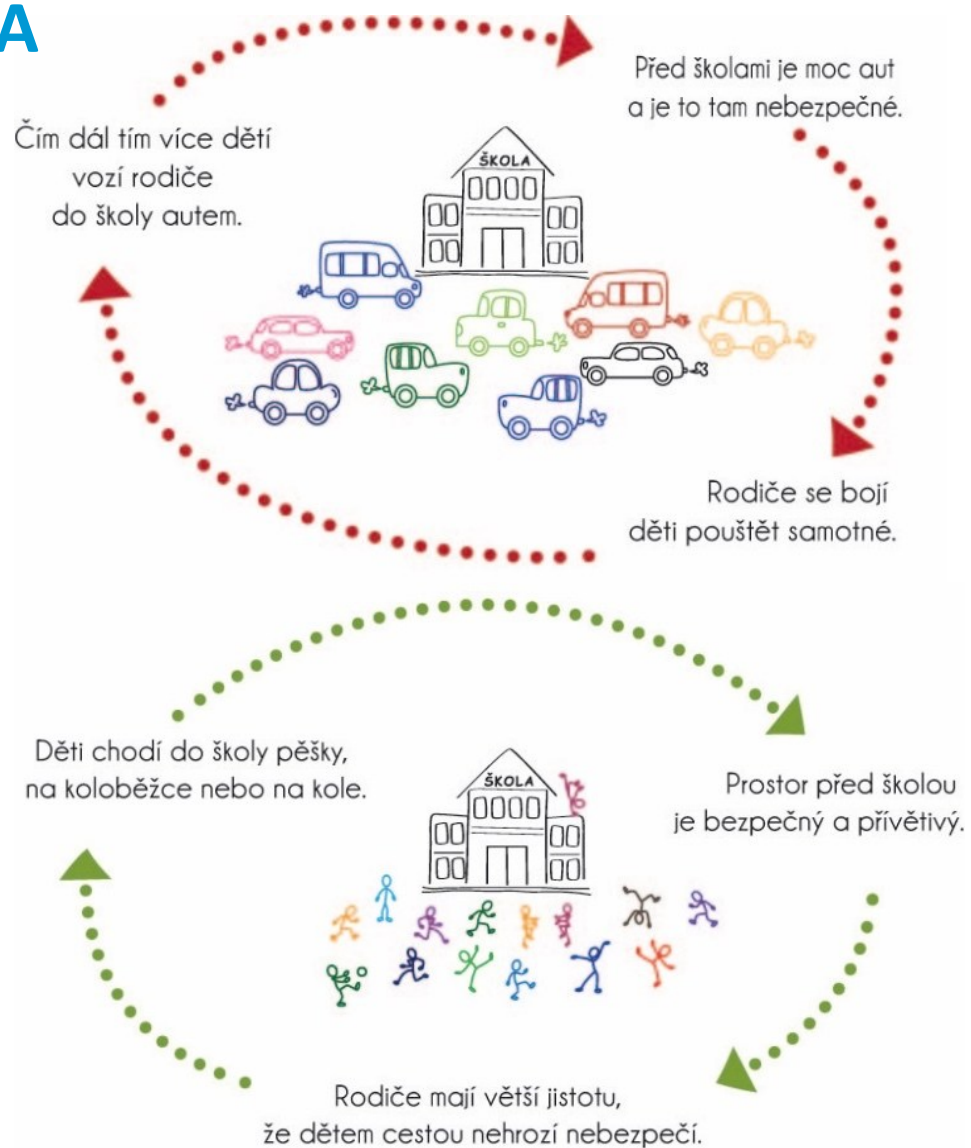 A
Před školami je moc aut
a je to tam nebezpečné.
Čím dál tím více dětí
vozí rodiče
do školy autem.
ŠKOLA
Rodiče se bojí
děti pouštět samotné.
Děti chodí do školy pěšky,
na koloběžce nebo na kole.
ŠKOLA
Prostor před školou
je bezpečný a přívětivý.
Rodiče mají větší jistotu,
že dětem cestou nehrozí nebezpečí.